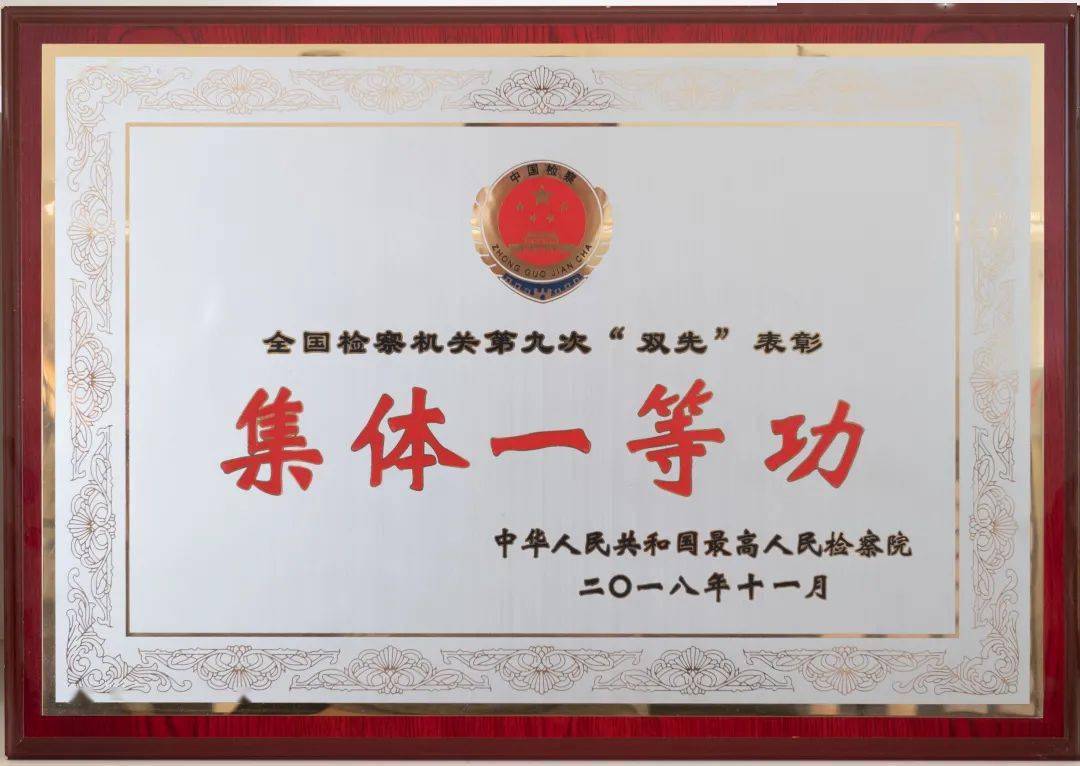 中国检察
ZHONG GUO JIAN CHA
全国检察机关第九次“双先”表彰
集体一等功
中华人民共和国最高人民检察院
二〇一八年十一月